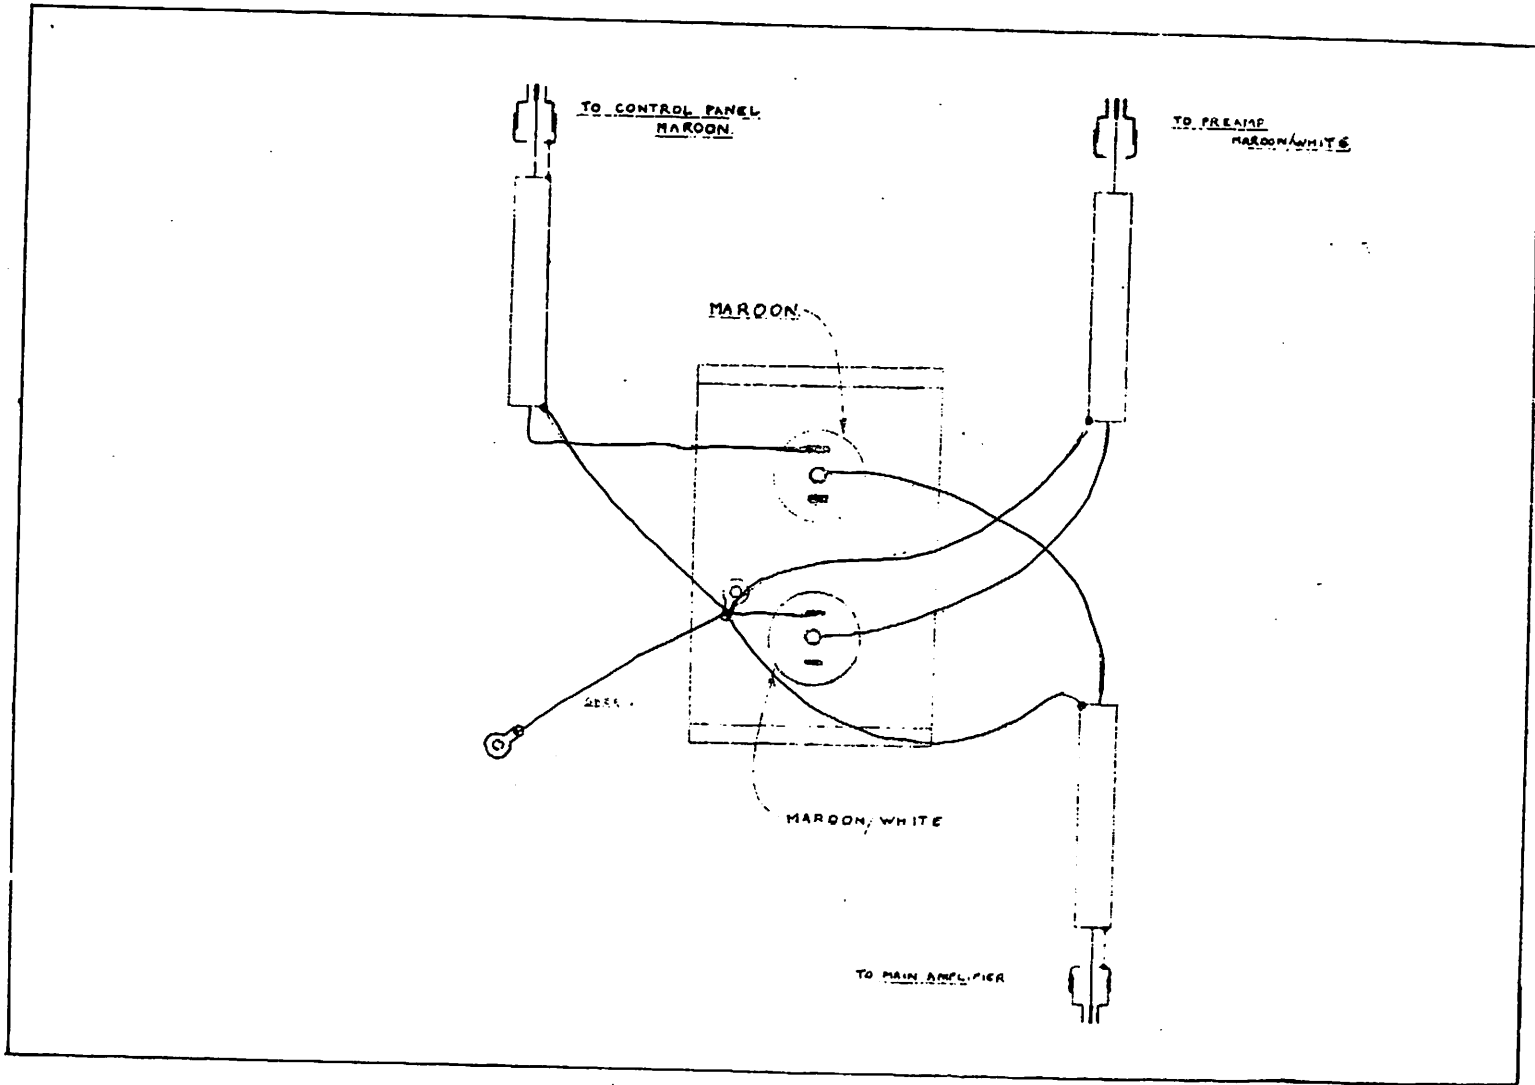 TO CONTROL PANEL
MAROON.
TO PREAMP
MAROON/WHITE
MAROON
MAROON/WHITE
TO MAIN AMPLIFIER